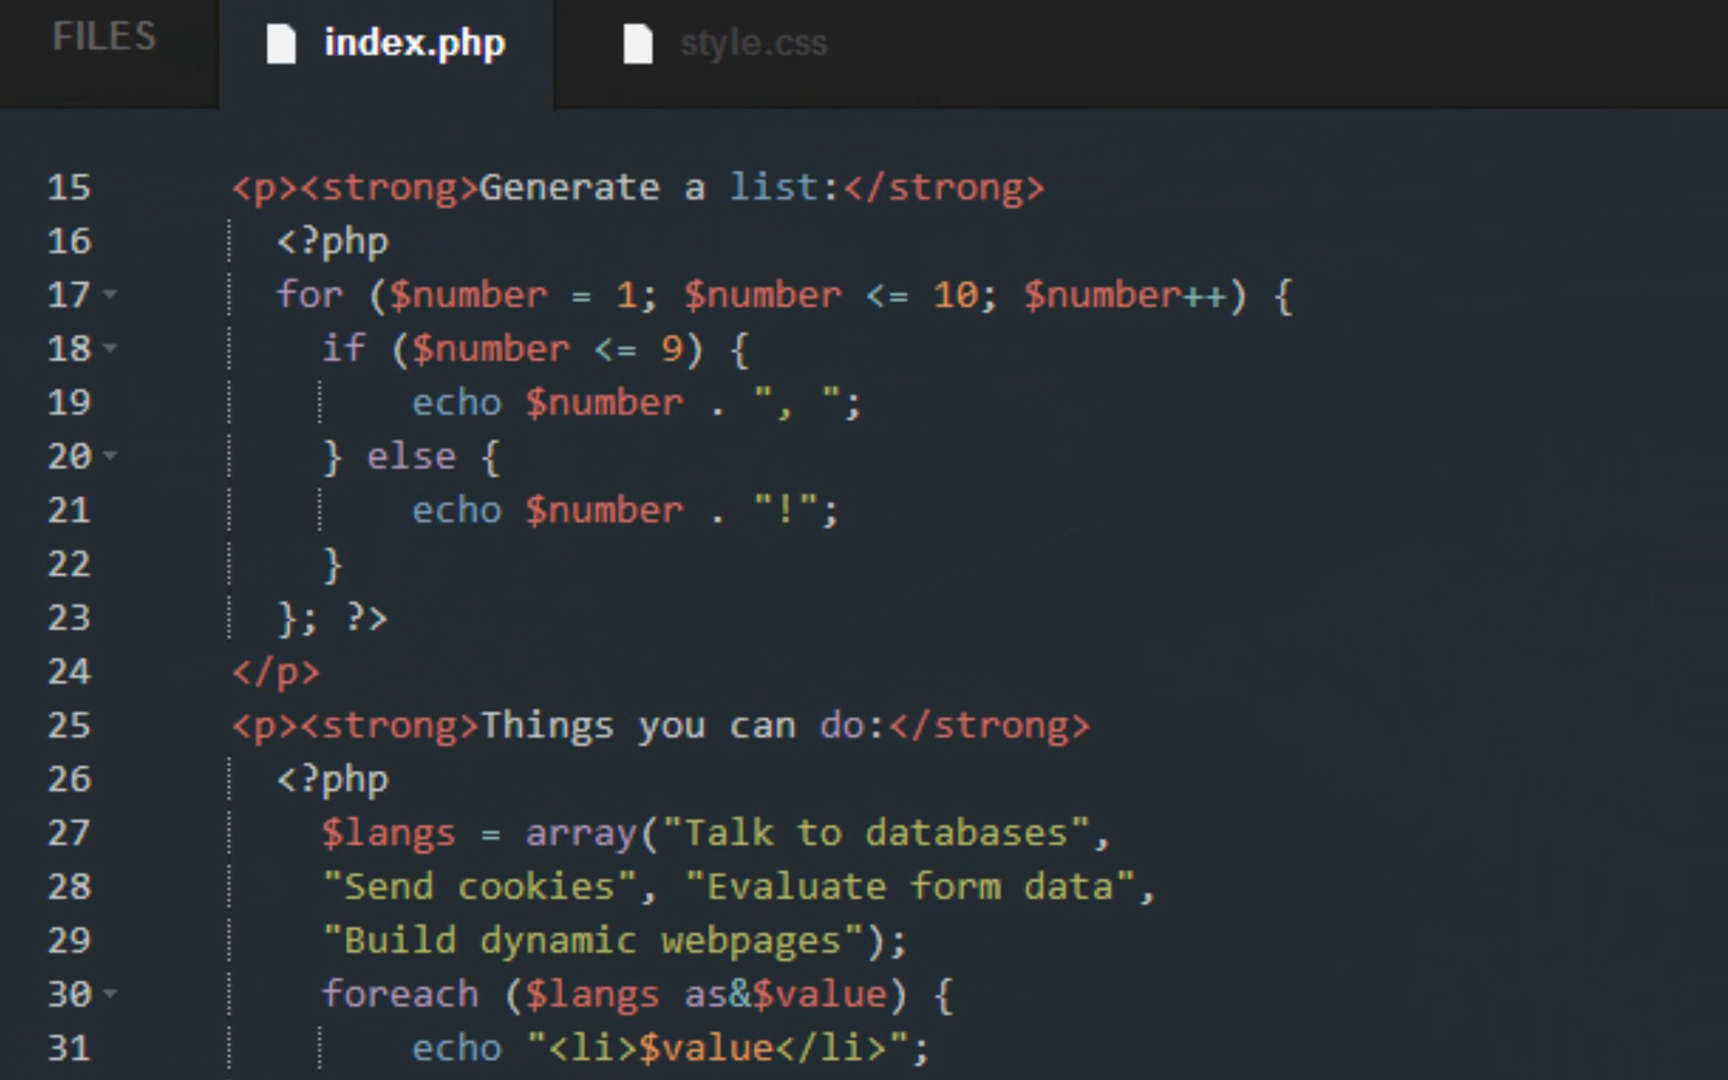 FILES index.php style.css
15 <p><strong>Generate a list:</strong>
16 <?php
17 for ($number = 1; $number <= 10; $number++) {
18 if ($number <= 9) {
19 echo $number . ", ";
20 } else {
21 echo $number . "!";
22 }
23 }; ?>
24 </p>
25 <p><strong>Things you can do:</strong>
26 <?php
27 $langs = array("Talk to databases",
28 "Send cookies", "Evaluate form data",
29 "Build dynamic webpages");
30 foreach ($langs as&$value) {
31 echo "<li>$value</li>";